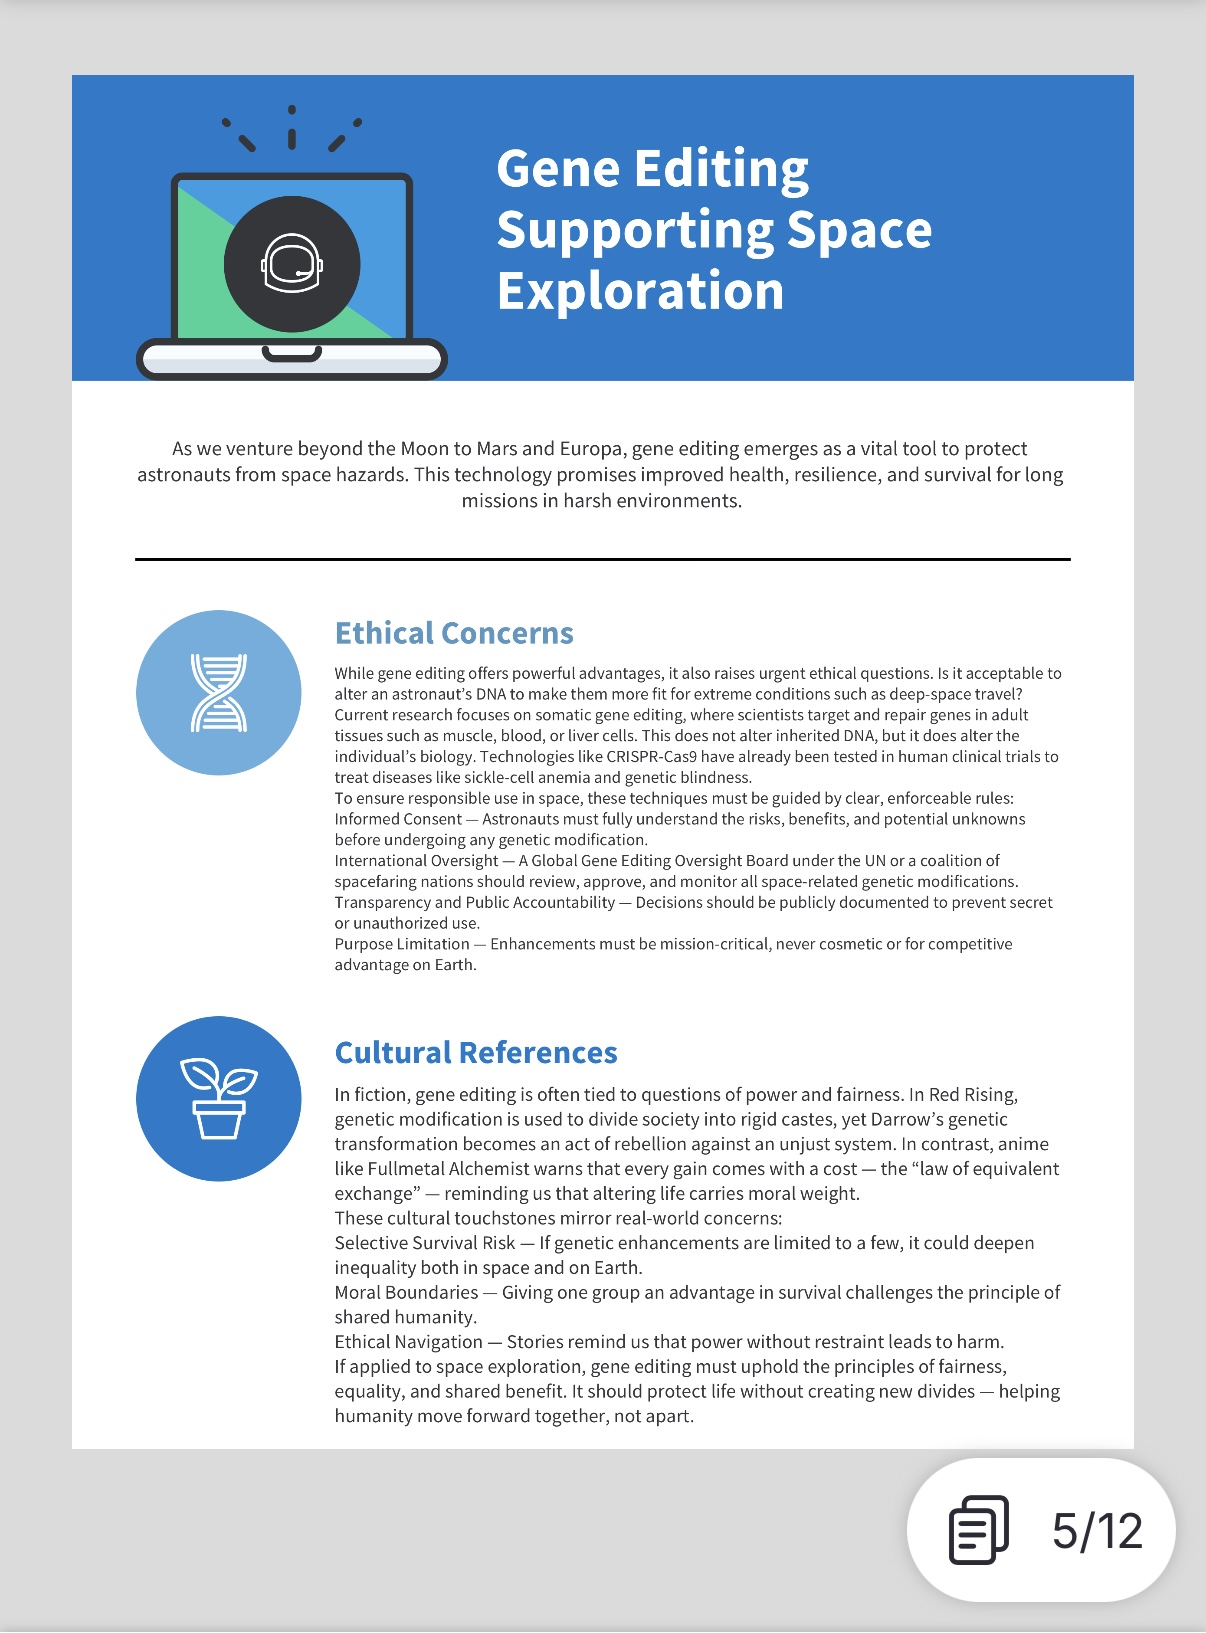 Gene Editing
Supporting Space
Exploration
As we venture beyond the Moon to Mars and Europa, gene editing emerges as a vital tool to protect
astronauts from space hazards. This technology promises improved health, resilience, and survival for long
missions in harsh environments.
Ethical Concerns
While gene editing offers powerful advantages, it also raises urgent ethical questions. Is it acceptable to
alter an astronaut’s DNA to make them more fit for extreme conditions such as deep-space travel?
Current research focuses on somatic gene editing, where scientists target and repair genes in adult
tissues such as muscle, blood, or liver cells. This does not alter inherited DNA, but it does alter the
individual’s biology. Technologies like CRISPR-Cas9 have already been tested in human clinical trials to
treat diseases like sickle-cell anemia and genetic blindness.
To ensure responsible use in space, these techniques must be guided by clear, enforceable rules:
Informed Consent — Astronauts must fully understand the risks, benefits, and potential unknowns
before undergoing any genetic modification.
International Oversight — A Global Gene Editing Oversight Board under the UN or a coalition of
spacefaring nations should review, approve, and monitor all space-related genetic modifications.
Transparency and Public Accountability — Decisions should be publicly documented to prevent secret
or unauthorized use.
Purpose Limitation — Enhancements must be mission-critical, never cosmetic or for competitive
advantage on Earth.
Cultural References
In fiction, gene editing is often tied to questions of power and fairness. In Red Rising,
genetic modification is used to divide society into rigid castes, yet Darrow’s genetic
transformation becomes an act of rebellion against an unjust system. In contrast, anime
like Fullmetal Alchemist warns that every gain comes with a cost — the “law of equivalent
exchange” — reminding us that altering life carries moral weight.
These cultural touchstones mirror real-world concerns:
Selective Survival Risk — If genetic enhancements are limited to a few, it could deepen
inequality both in space and on Earth.
Moral Boundaries — Giving one group an advantage in survival challenges the principle of
shared humanity.
Ethical Navigation — Stories remind us that power without restraint leads to harm.
If applied to space exploration, gene editing must uphold the principles of fairness,
equality, and shared benefit. It should protect life without creating new divides — helping
humanity move forward together, not apart.
5/12